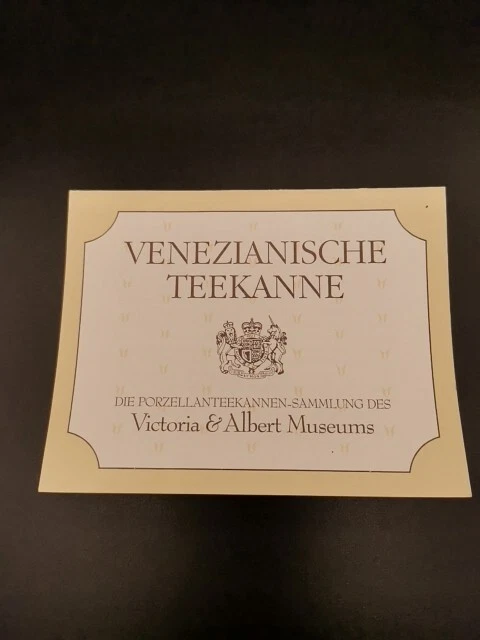 VENEZIANISCHE
TEEKANNE
DIE PORZELLANTEEKANNEN-SAMMLUNG DES
Victoria & Albert Museums